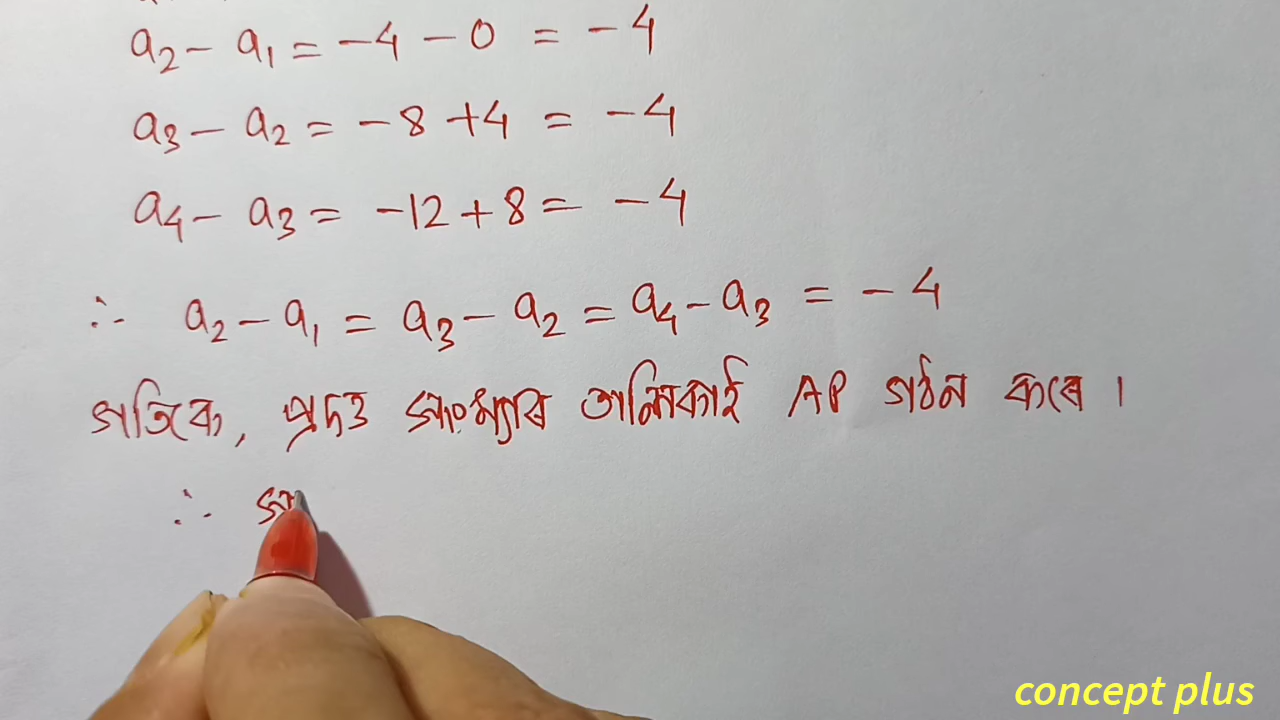 a₂ - a₁ = -4 - 0 = -4
a₃ - a₂ = -8 + 4 = -4
a₄ - a₃ = -12 + 8 = -4
∴ a₂ - a₁ = a₃ - a₂ = a₄ - a₃ = -4
গতিকে, প্ৰদত্ত সংখ্যাৰ তালিকাই AP গঠন কৰে ।
∴ সা
concept plus